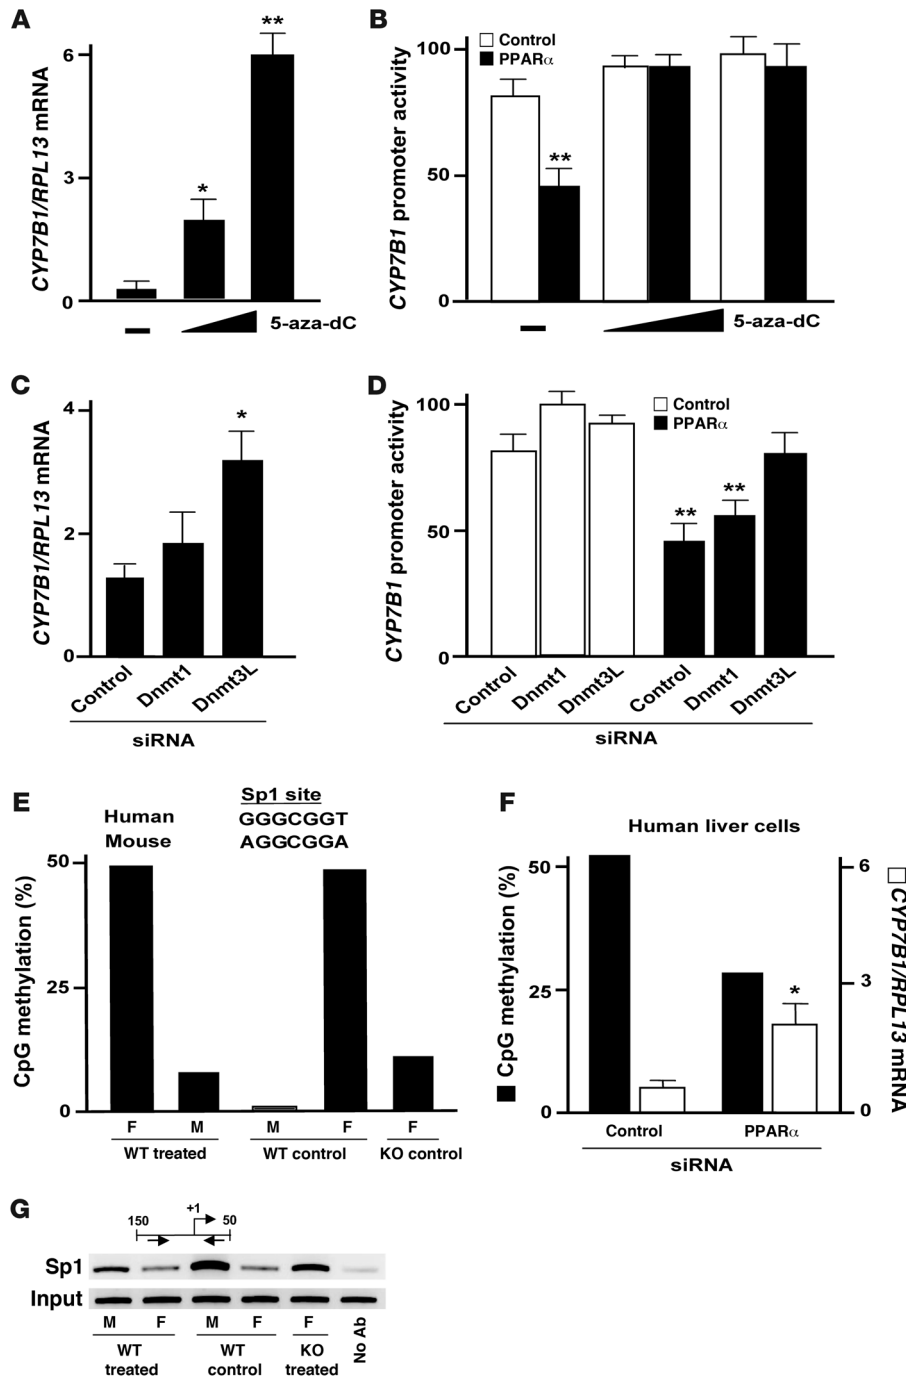 A
CYP7B1/RPL13 mRNA
6
3
0
*
**
5-aza-dC
B
CYP7B1 promoter activity
100
50
0
Control
PPARα
**
5-aza-dC
C
CYP7B1/RPL13 mRNA
4
2
0
*
Control
Dnmt1
Dnmt3L
siRNA
D
CYP7B1 promoter activity
100
50
0
Control
PPARα
**
**
Control
Dnmt1
Dnmt3L
Control
Dnmt1
Dnmt3L
siRNA
E
Sp1 site
Human GGGCGGT
Mouse AGGCGGA
CpG methylation (%)
50
25
0
F M M F F
WT treated WT control KO control
F
Human liver cells
CpG methylation (%)
50
25
0
*
6
3
0
CYP7B1/RPL13 mRNA
Control PPARα
siRNA
G
+1
150 50
Sp1
Input
M F M F F
WT treated
WT control
KO treated
No Ab